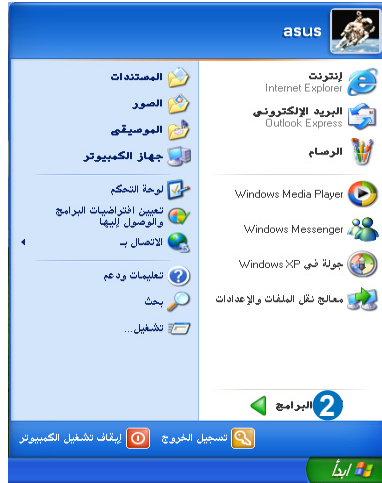 asus
إنترنت
Internet Explorer
البريد الإلكتروني
Outlook Express
الرسام
Windows Media Player
Windows Messenger
جولة في Windows XP
معالج نقل الملفات والإعدادات
2 البرامج
المستندات
الصور
الموسيقى
جهاز الكمبيوتر
لوحة التحكم
تعيين افتراضيات البرامج
والوصول إليها
الاتصال بـ
تعليمات ودعم
بحث
تشغيل...
تسجيل الخروج
إيقاف تشغيل الكمبيوتر
ابدأ